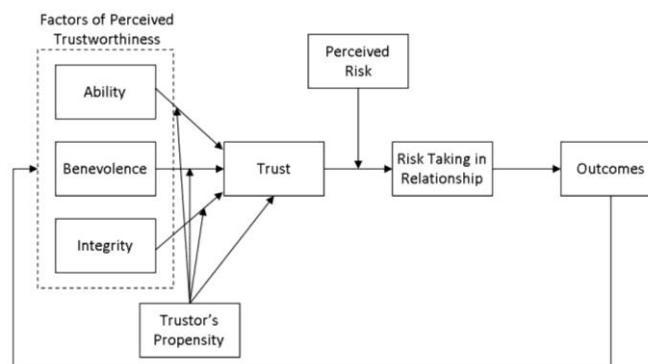 Factors of Perceived
Trustworthiness
Ability
Benevolence
Integrity
Trustor's
Propensity
Trust
Perceived
Risk
Risk Taking in
Relationship
Outcomes